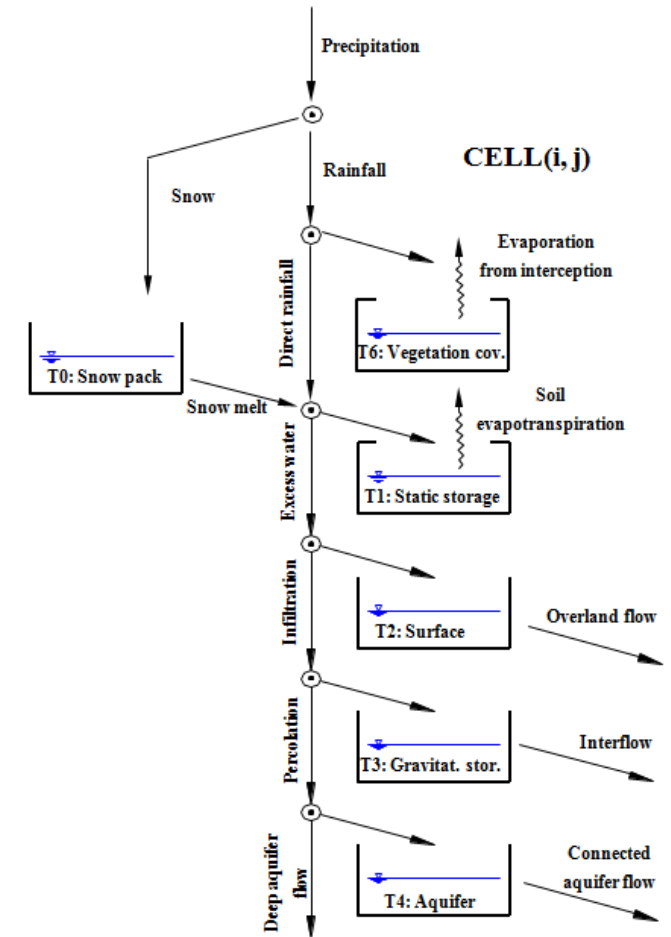 Precipitation
CELL(i, j)
Rainfall
Snow
Evaporation
from interception
Direct rainfall
T6: Vegetation cov.
T0: Snow pack
Snow melt
Soil
evapotranspiration
Excess water
T1: Static storage
Infiltration
T2: Surface
Overland flow
Percolation
T3: Gravitat. stor.
Interflow
Deep aquifer
flow
T4: Aquifer
Connected
aquifer flow